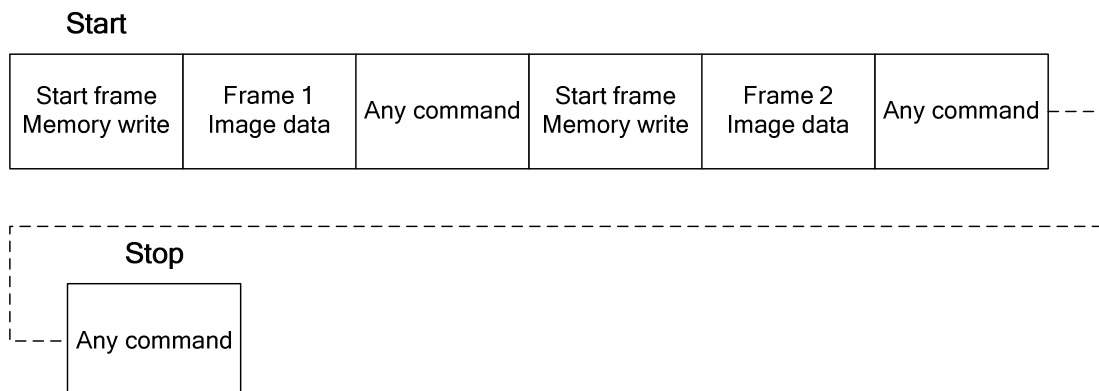 Start
Start frame
Memory write
Frame 1
Image data
Any command
Start frame
Memory write
Frame 2
Image data
Any command
Stop
Any command